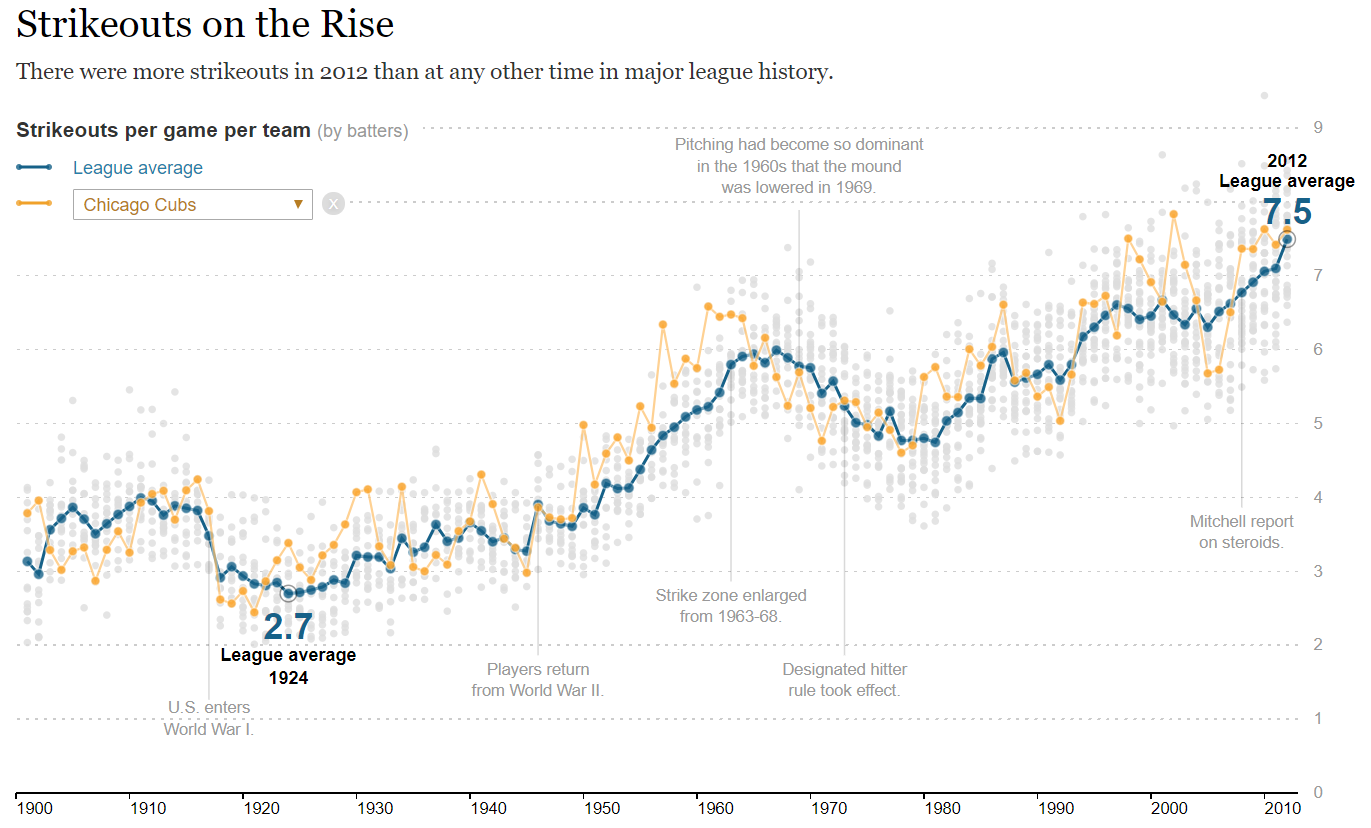 Strikeouts on the Rise
There were more strikeouts in 2012 than at any other time in major league history.
Strikeouts per game per team (by batters)
League average
Chicago Cubs ▼ X
Pitching had become so dominant
in the 1960s that the mound
was lowered in 1969.
2012
League average
7.5
9
7
6
5
4
3
2
1
0
Mitchell report
on steroids.
Strike zone enlarged
from 1963-68.
2.7
League average
1924
Players return
from World War II.
Designated hitter
rule took effect.
U.S. enters
World War I.
1900 1910 1920 1930 1940 1950 1960 1970 1980 1990 2000 2010